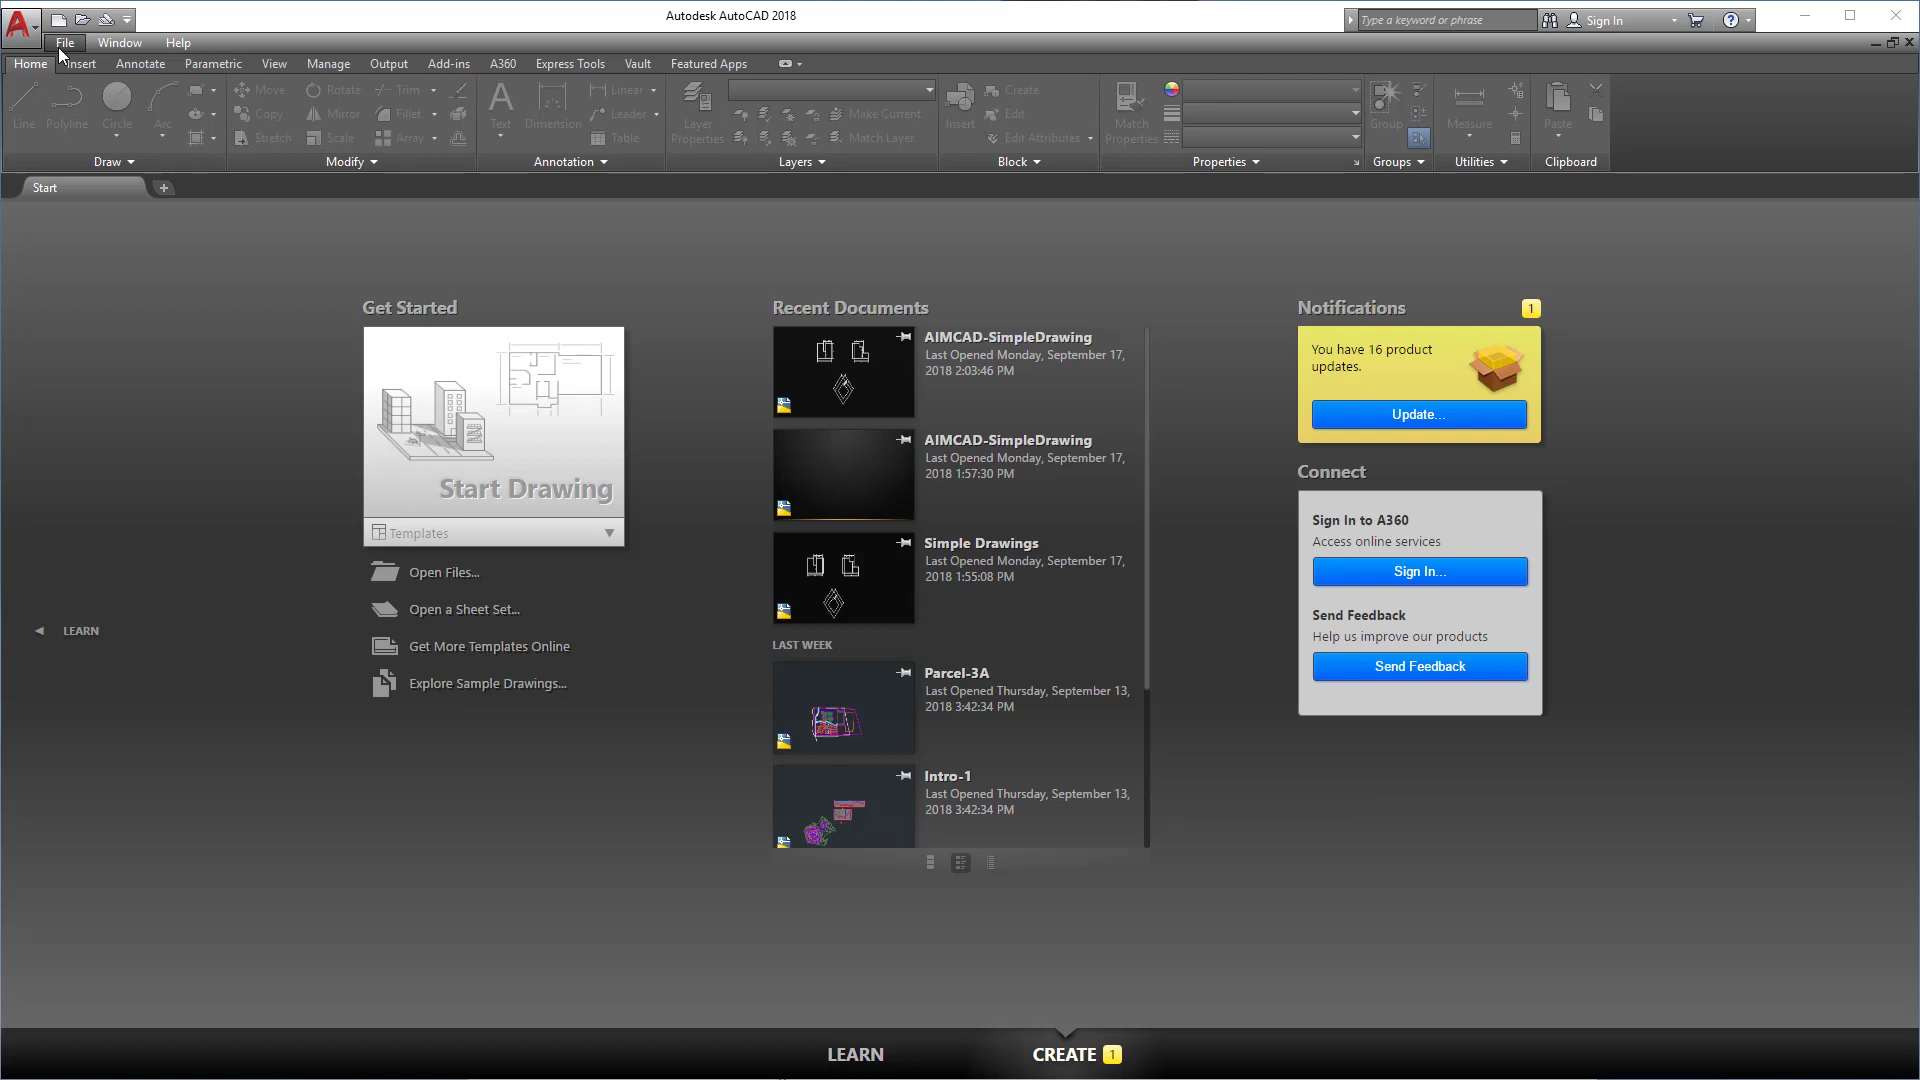 Autodesk AutoCAD 2018
Type a keyword or phrase
Sign In
File
Window
Help
Home
Insert
Annotate
Parametric
View
Manage
Output
Add-ins
A360
Express Tools
Vault
Featured Apps
Line
Polyline
Circle
Arc
Draw
Move
Rotate
Trim
Copy
Mirror
Fillet
Stretch
Scale
Array
Modify
Text
Dimension
Linear
Leader
Table
Annotation
Layer
Properties
Make Current
Match Layer
Layers
Insert
Create
Edit
Edit Attributes
Block
Match
Properties
Properties
Group
Groups
Measure
Utilities
Paste
Clipboard
Start
Get Started
Start Drawing
Templates
Open Files...
Open a Sheet Set...
Get More Templates Online
Explore Sample Drawings...
LEARN
Recent Documents
AIMCAD-SimpleDrawing
Last Opened Monday, September 17,
2018 2:03:46 PM
AIMCAD-SimpleDrawing
Last Opened Monday, September 17,
2018 1:57:30 PM
Simple Drawings
Last Opened Monday, September 17,
2018 1:55:08 PM
LAST WEEK
Parcel-3A
Last Opened Thursday, September 13,
2018 3:42:34 PM
Intro-1
Last Opened Thursday, September 13,
2018 3:42:34 PM
Notifications
1
You have 16 product
updates.
Update...
Connect
Sign In to A360
Access online services
Sign In...
Send Feedback
Help us improve our products
Send Feedback
LEARN
CREATE 1